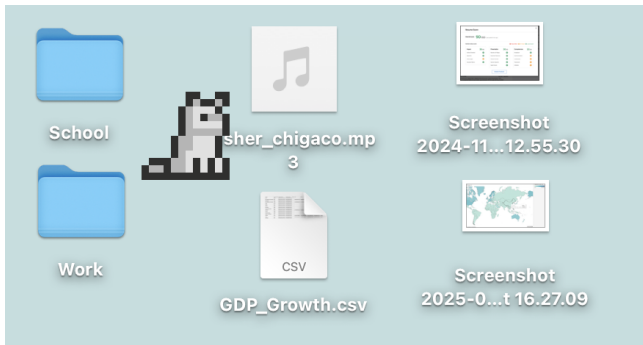 School
sher_chigaco.mp
3
Screenshot
2024-11...12.55.30
Work
CSV
GDP_Growth.csv
Screenshot
2025-0...t 16.27.09